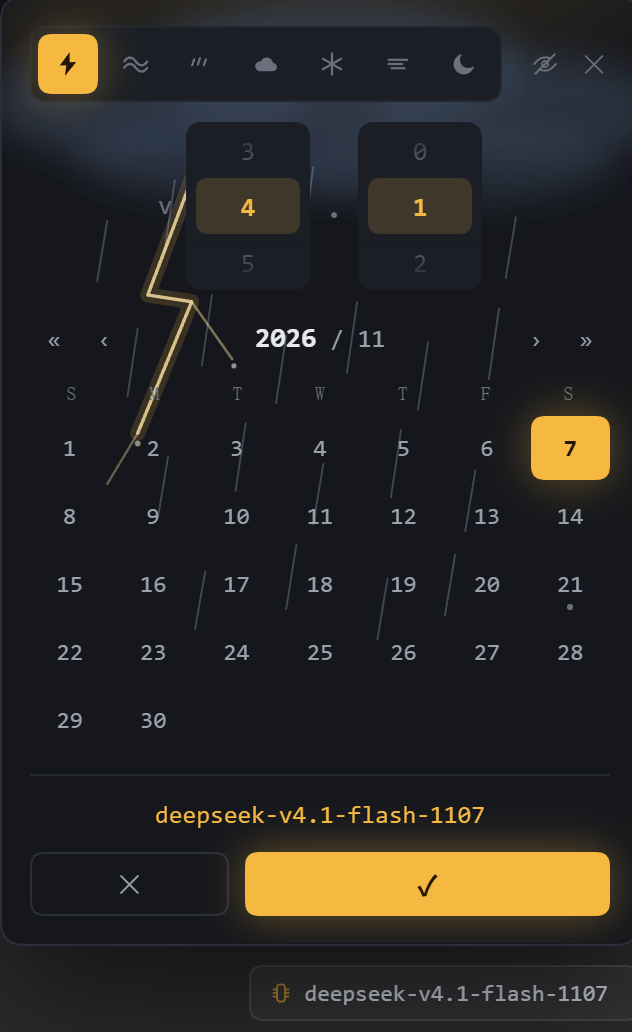 3 0
v 4 . 1
5 2
« ‹ 2026 / 11 › »
S M T W T F S
1 2 3 4 5 6 7
8 9 10 11 12 13 14
15 16 17 18 19 20 21
22 23 24 25 26 27 28
29 30
deepseek-v4.1-flash-1107
deepseek-v4.1-flash-1107